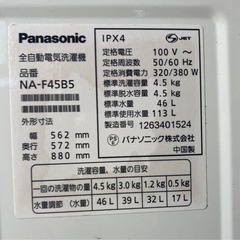 Panasonic
全自動電気洗濯機
品番
NA-F45B5
外形寸法
幅 562 mm
奥行 572 mm
高さ 880 mm
IPX4
JET
定格電圧 100 V～
定格周波数 50/60 Hz
定格消費電力 320/380 W
標準洗濯容量 4.5 kg
標準脱水容量 4.5 kg
標準水量 46 L
標準使用水量 113 L
製造番号 1263401524
パナソニック株式会社
中国製
洗濯容量、水量の目安
一回の洗濯物の量 4.5 kg 3.0 kg 1.2 kg 0.5 kg
水量調節（水量） 46 L 39 L 32 L 17 L